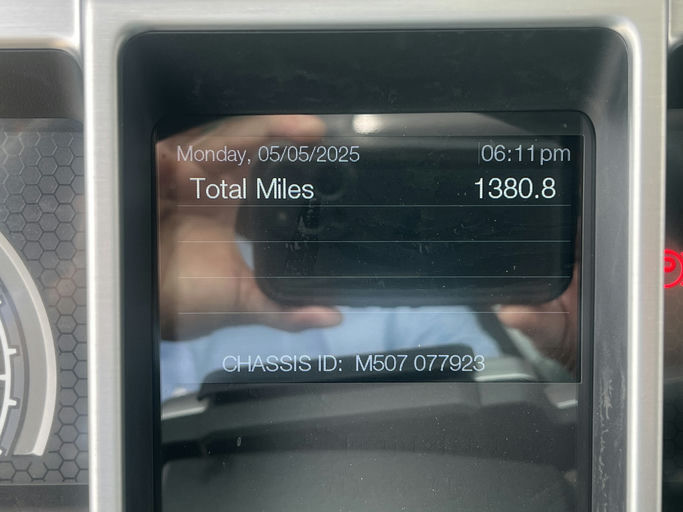 Monday, 05/05/2025 06:11pm
Total Miles 1380.8
CHASSIS ID: M507 077923